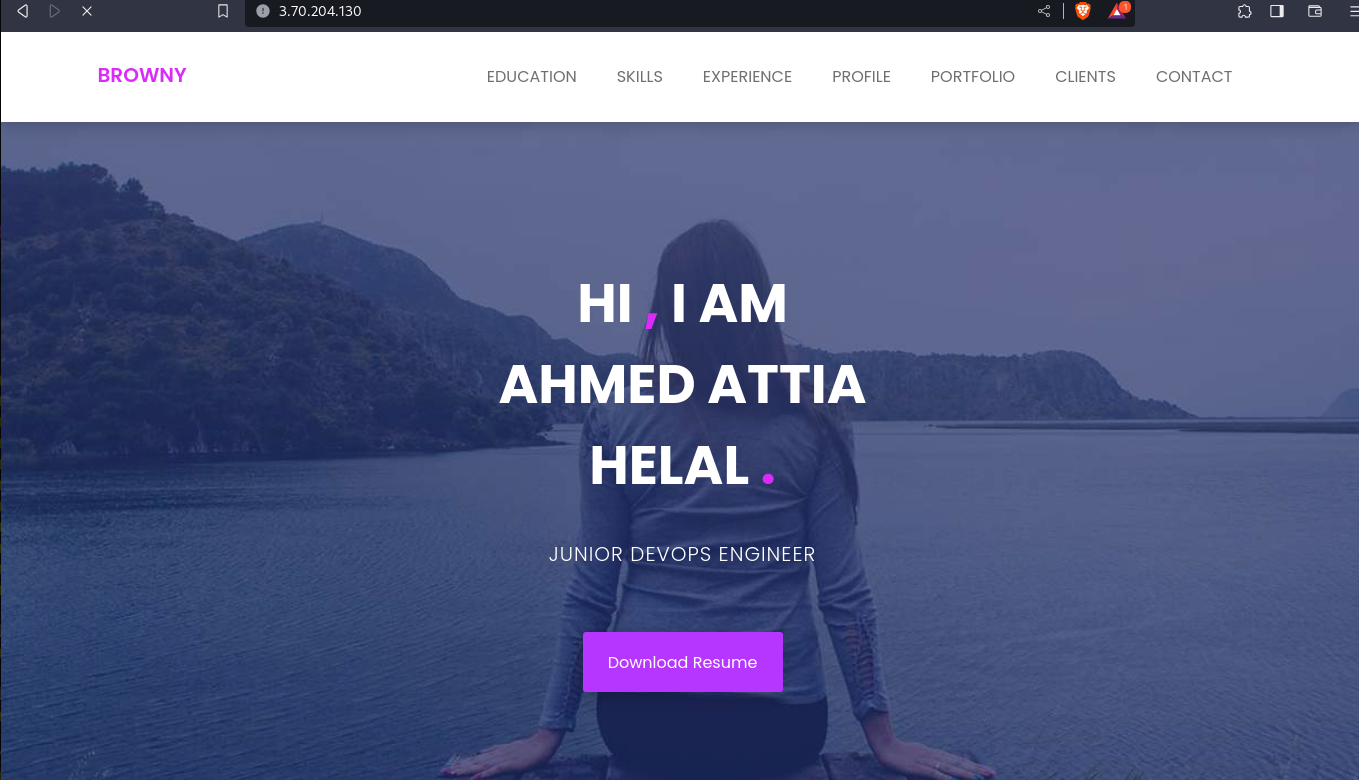 3.70.204.130
1
BROWNY
EDUCATION SKILLS EXPERIENCE PROFILE PORTFOLIO CLIENTS CONTACT
HI , I AM
AHMED ATTIA
HELAL .
JUNIOR DEVOPS ENGINEER
Download Resume